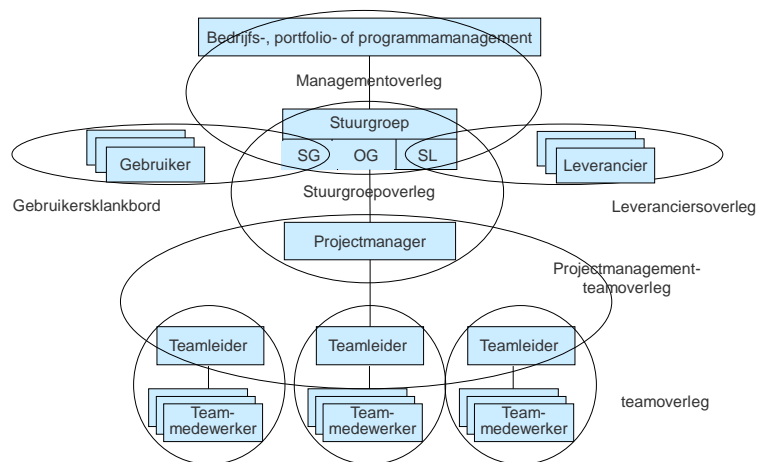 Bedrijfs-, portfolio- of programmamanagement
Managementoverleg
Stuurgroep
SG OG SL
Gebruiker
Leverancier
Stuurgroepoverleg
Gebruikersklankbord
Leveranciersoverleg
Projectmanager
Projectmanagement-
teamoverleg
Teamleider Teamleider Teamleider
teamoverleg
Team-
medewerker
Team-
medewerker
Team-
medewerker